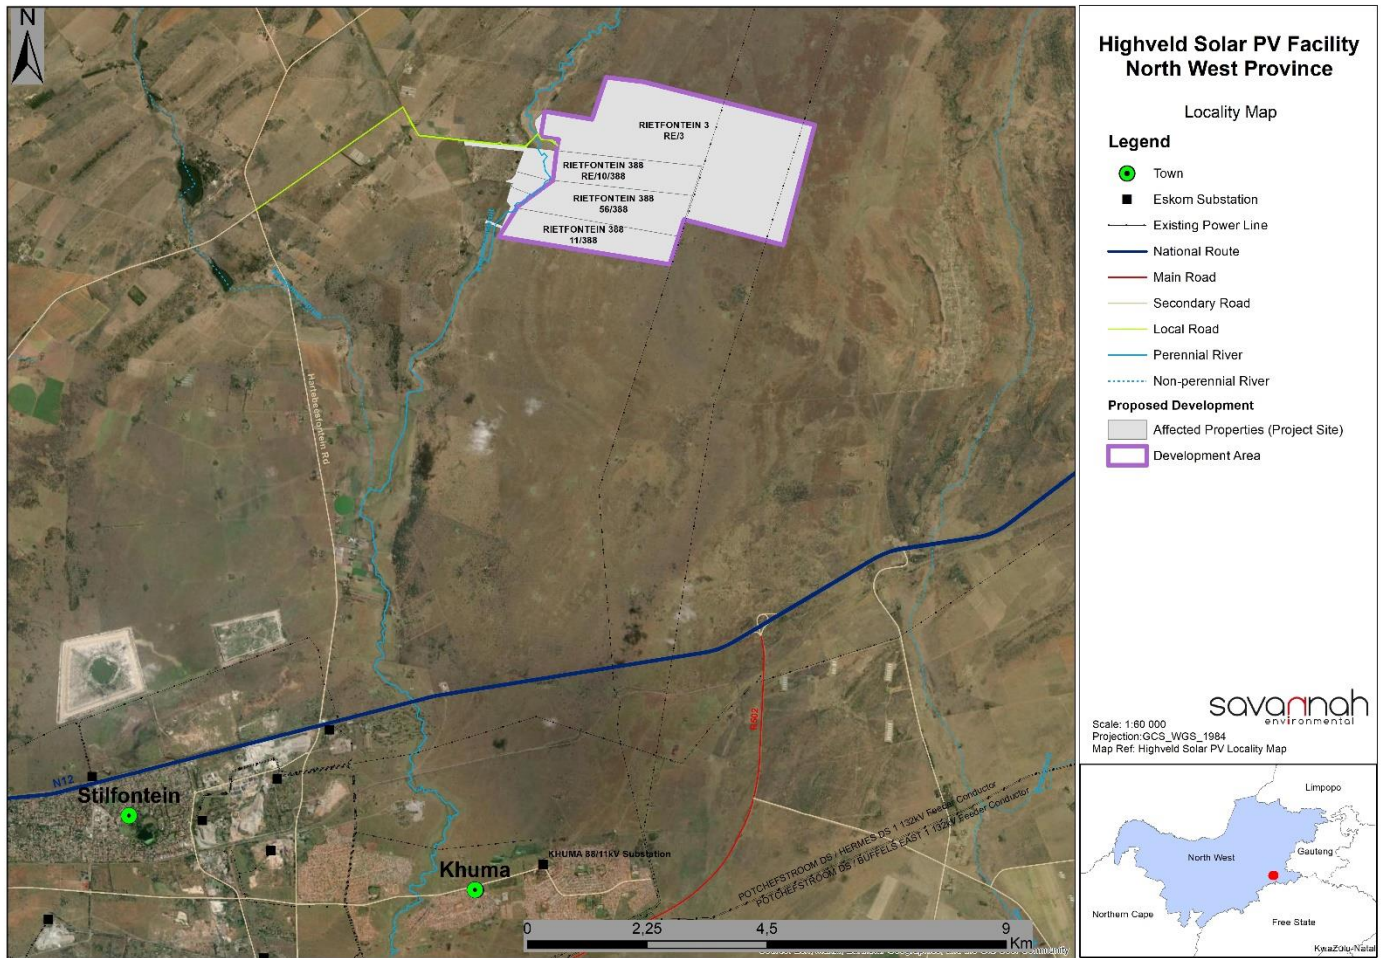 N
RIETFONTEIN 3
RE/3
RIETFONTEIN 388
RE/10/388
RIETFONTEIN 388
56/388
RIETFONTEIN 388
11/388
Hartebeesfontein Rd
N12
Stilfontein
Khuma
KHUMA 88/11kV Substation
R502
POTCHEFSTROOM DS / HERMES DS 1 132kV Feeder Conductor
POTCHEFSTROOM DS / BUFFELS EAST 1 132kV Feeder Conductor
0 2,25 4,5 9
Km
Highveld Solar PV Facility
North West Province
Locality Map
Legend
Town
Eskom Substation
Existing Power Line
National Route
Main Road
Secondary Road
Local Road
Perennial River
Non-perennial River
Proposed Development
Affected Properties (Project Site)
Development Area
savannah
environmental
Scale: 1:60 000
Projection:GCS_WGS_1984
Map Ref: Highveld Solar PV Locality Map
Limpopo
North West
Gauteng
Northern Cape
Free State
KwaZulu-Natal